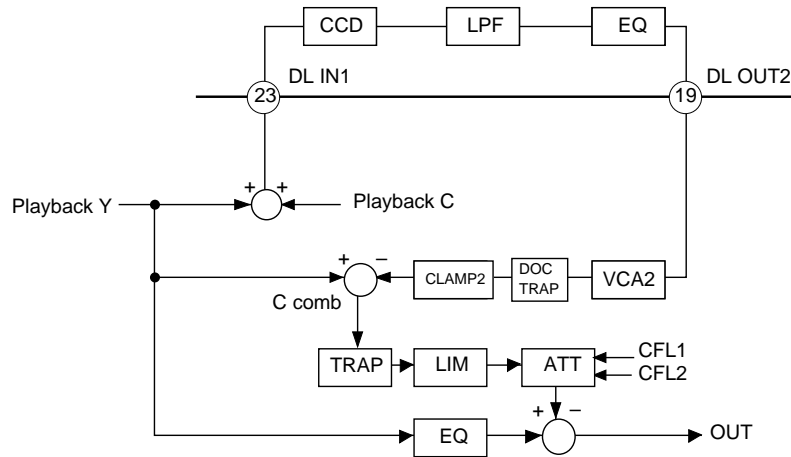 CCD LPF EQ
DL IN1 DL OUT2
23 19
+ +
Playback Y Playback C
+ −
CLAMP2 DOC TRAP VCA2
C comb
TRAP LIM ATT CFL1
CFL2
+ −
EQ OUT